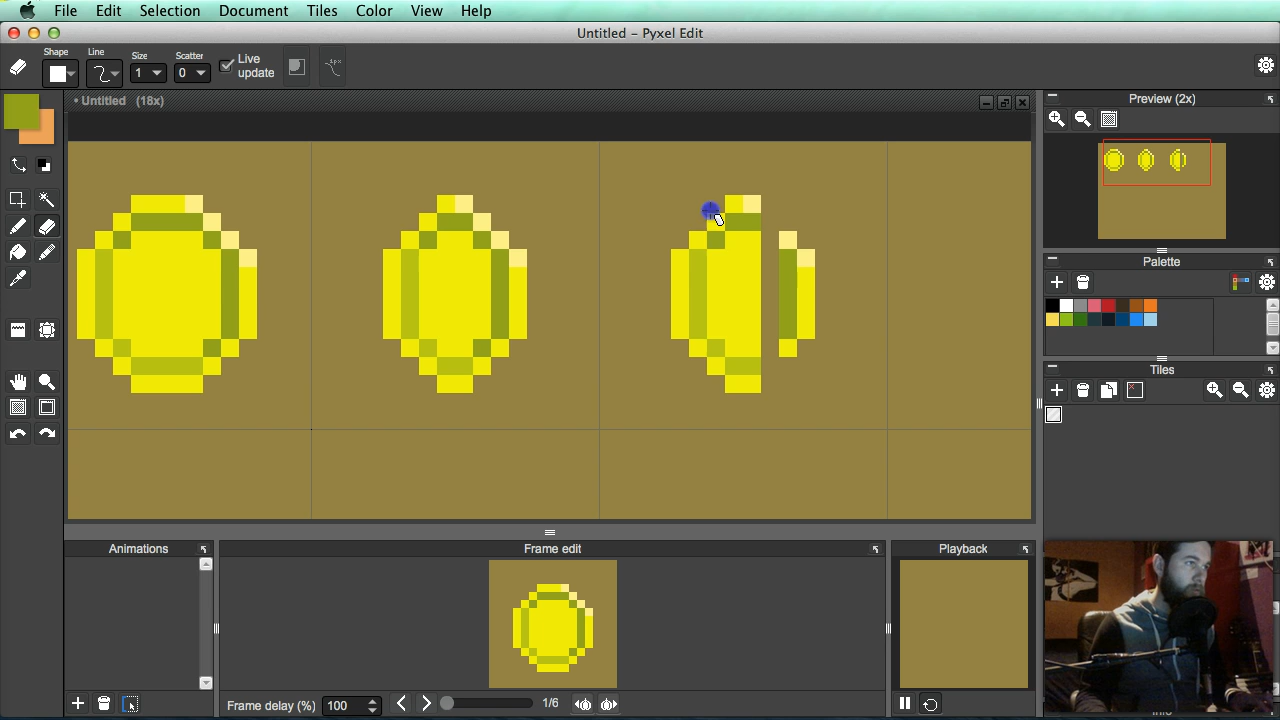 File Edit Selection Document Tiles Color View Help
Untitled – Pyxel Edit
Shape Line Size Scatter
1 0 Live update
• Untitled (18x)
Preview (2x)
Palette
Tiles
Animations Frame edit Playback
Frame delay (%) 100 1/6